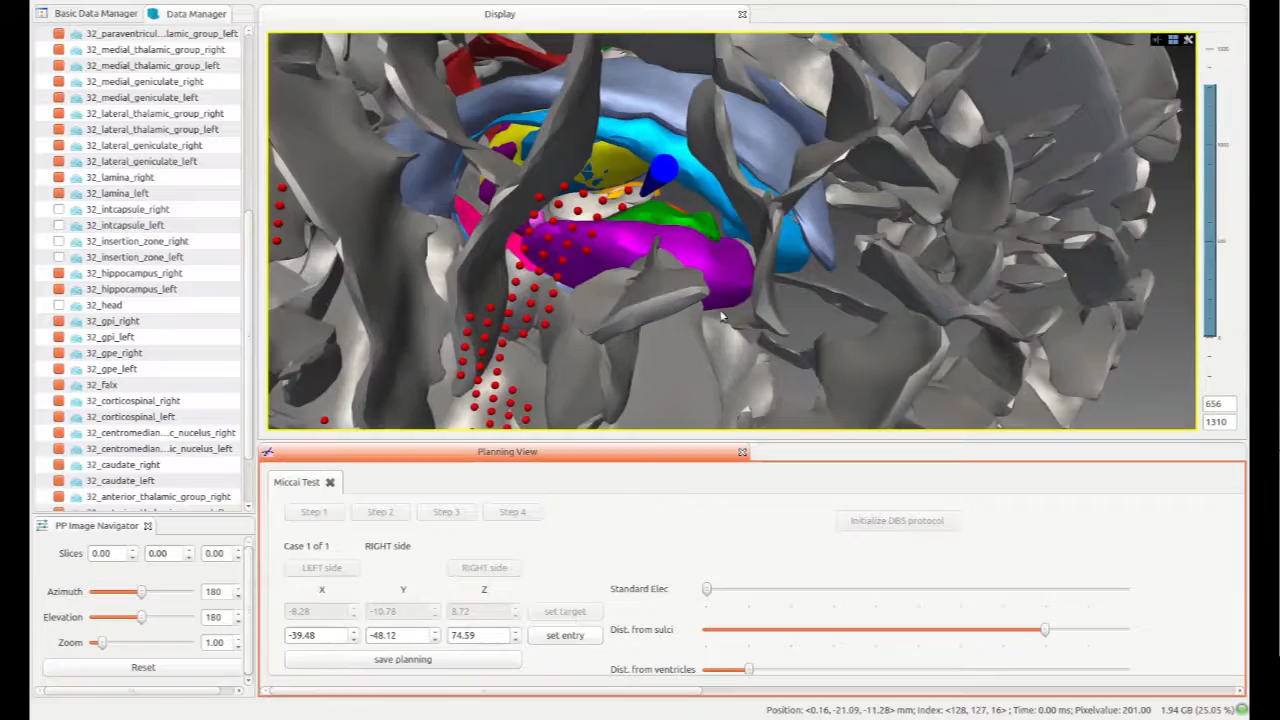 Basic Data Manager
Data Manager
Display
32_paraventricul...lamic_group_left
32_medial_thalamic_group_right
32_medial_thalamic_group_left
32_medial_geniculate_right
32_medial_geniculate_left
32_lateral_thalamic_group_right
32_lateral_thalamic_group_left
32_lateral_geniculate_right
32_lateral_geniculate_left
32_lamina_right
32_lamina_left
32_intcapsule_right
32_intcapsule_left
32_insertion_zone_right
32_insertion_zone_left
32_hippocampus_right
32_hippocampus_left
32_head
32_gpi_right
32_gpi_left
32_gpe_right
32_gpe_left
32_falx
32_corticospinal_right
32_corticospinal_left
32_centromedian...c_nucelus_right
32_centromedian...ic_nucelus_left
32_caudate_right
32_caudate_left
32_anterior_thalamic_group_right
0
656
1310
PP Image Navigator
Slices 0.00 0.00 0.00
Azimuth 180
Elevation 180
Zoom 1.00
Reset
Planning View
Miccai Test
Step 1 Step 2 Step 3 Step 4
Initialize DBS protocol
Case 1 of 1 RIGHT side
LEFT side RIGHT side
X Y Z
-8.28 -10.78 8.72 set target
-39.48 -48.12 74.59 set entry
save planning
Standard Elec
Dist. from sulci
Dist. from ventricles
Position: <0.16, -21.09, -11.28> mm; Index: <128, 127, 16> ; Time: 0.00 ms; Pixelvalue: 201.00 1.94 GB (25.05 %)